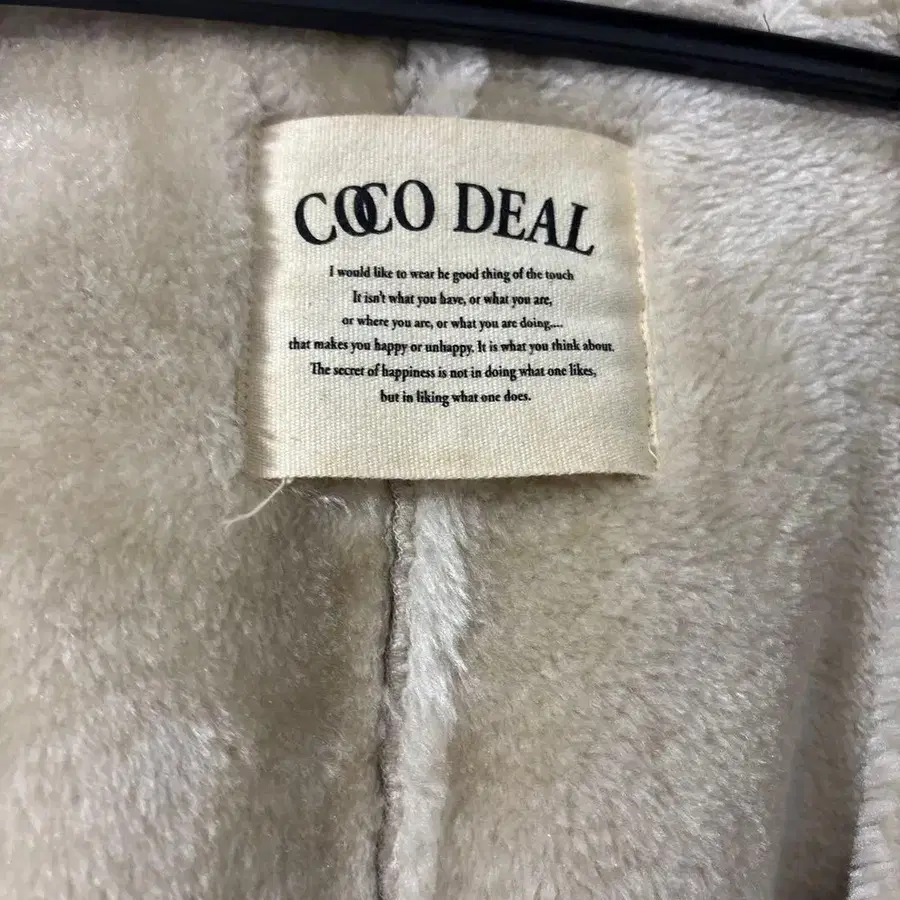 COCO DEAL
I would like to wear he good thing of the touch
It isn't what you have, or what you are,
or where you are, or what you are doing....
that makes you happy or unhappy. It is what you think about.
The secret of happiness is not in doing what one likes,
but in liking what one does.